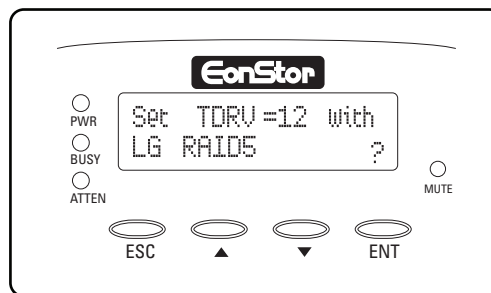 EonStor
PWR
BUSY
ATTEN
Set TDRV =12 with
LG RAID5 ?
MUTE
ESC ▲ ▼ ENT